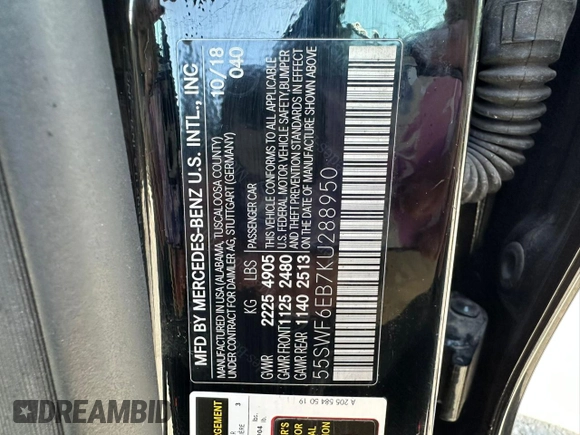 MFD BY MERCEDES-BENZ U.S. INTL., INC. 10/18
MANUFACTURED IN USA (ALABAMA, TUSCALOOSA COUNTY) 040
UNDER CONTRACT FOR DAIMLER AG, STUTTGART (GERMANY)
KG LBS PASSENGER CAR
GVWR 2225 4905 THIS VEHICLE CONFORMS TO ALL APPLICABLE
GAWR FRONT 1125 2480 U.S. FEDERAL MOTOR VEHICLE SAFETY, BUMPER
GAWR REAR 1140 2513 AND THEFT PREVENTION STANDARDS IN EFFECT
ON THE DATE OF MANUFACTURE SHOWN ABOVE
55SWF6EB7KU288950
A 205 584 50 19
DREAMBID